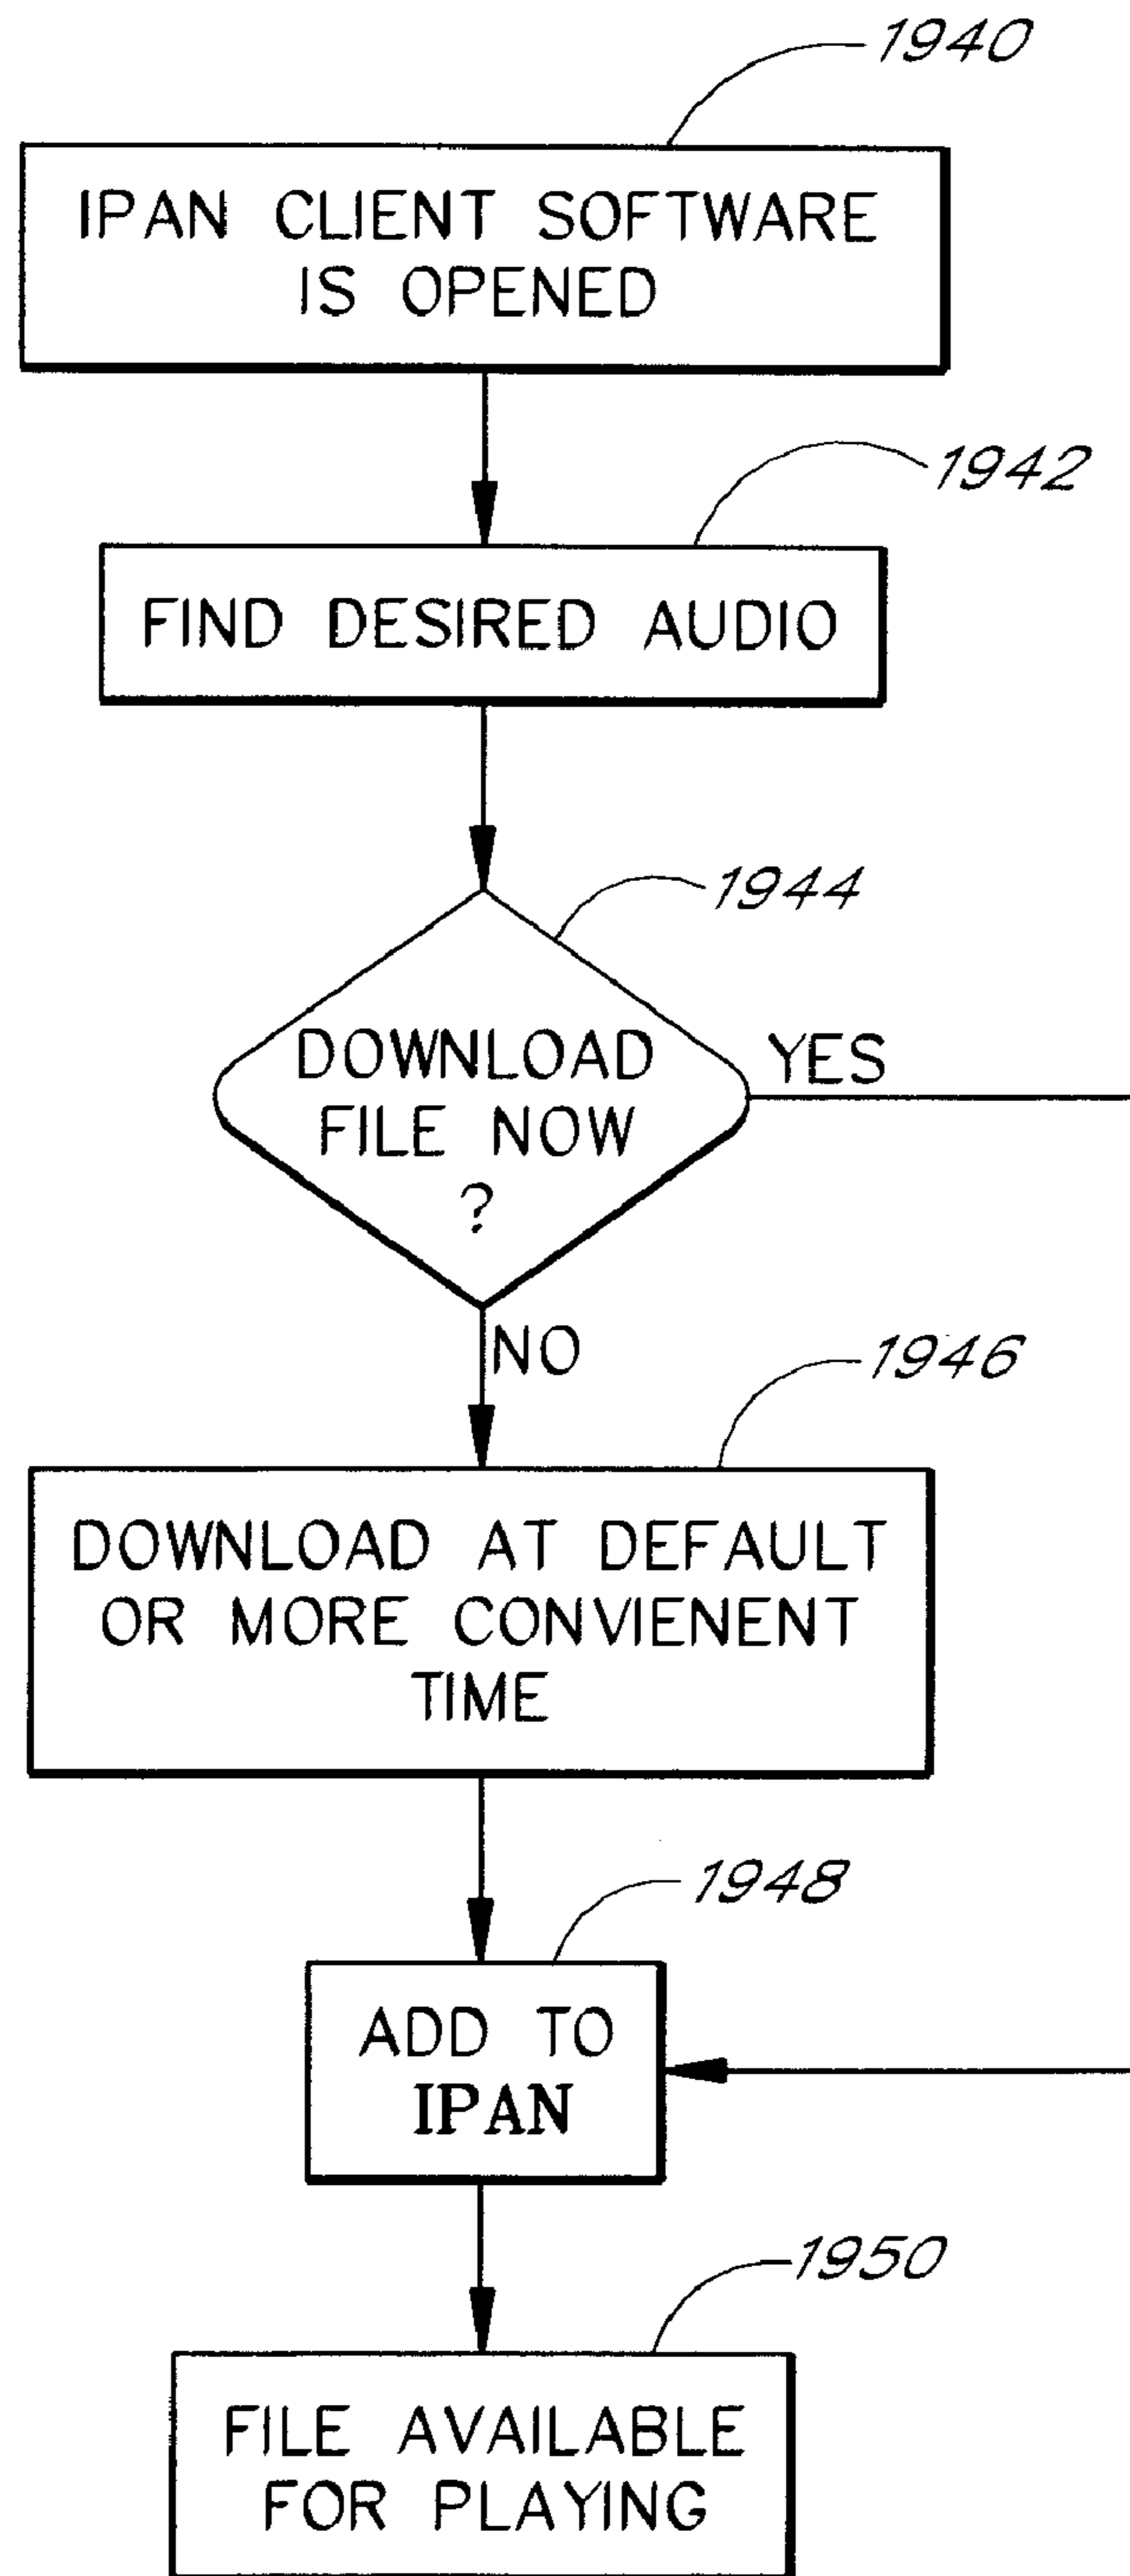 1940
IPAN CLIENT SOFTWARE
IS OPENED
1942
FIND DESIRED AUDIO
1944
DOWNLOAD
FILE NOW
?
YES
NO
1946
DOWNLOAD AT DEFAULT
OR MORE CONVIENENT
TIME
1948
ADD TO
IPAN
1950
FILE AVAILABLE
FOR PLAYING